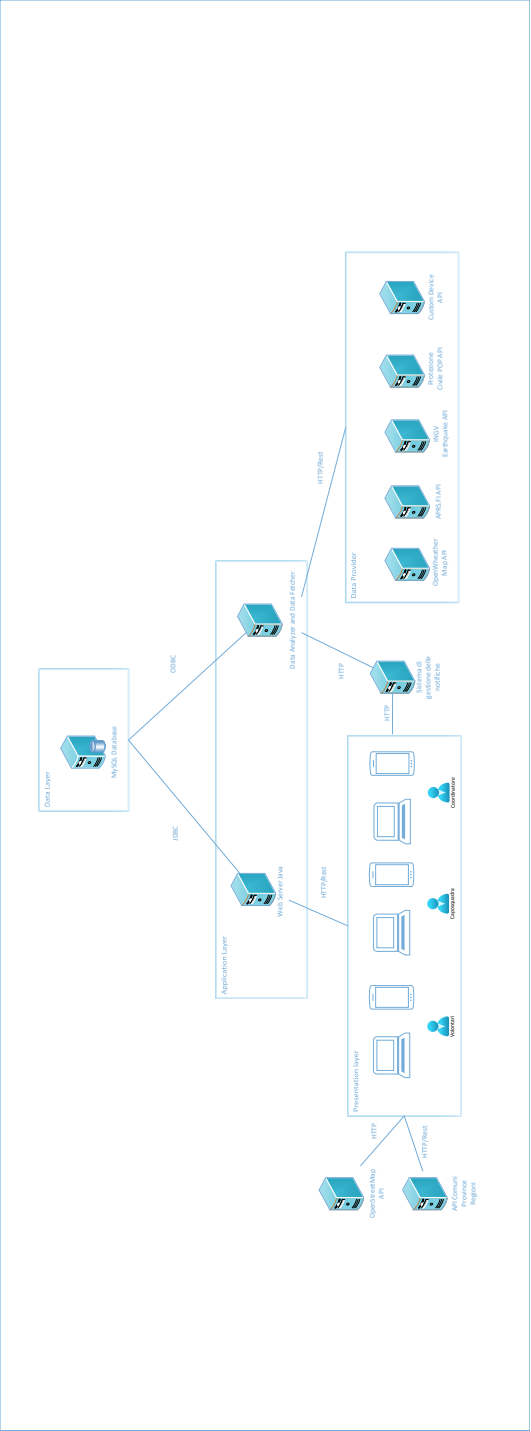 Data Layer
MySQL Database
JDBC
ODBC
Application Layer
Web Server Java
Data Analyzer and Data Fetcher
HTTP/Rest
HTTP
HTTP/Rest
HTTP
Presentation layer
Volontari
Caposquadra
Coordinatore
Sistema di
gestione delle
notifiche
Data Provider
OpenWheather
Map API
APRS.FI API
INGV
Earthquake API
Protezione
Civile POP API
Custom Device
API
HTTP
HTTP/Rest
OpenStreetMap
API
API Comuni
Province
Regioni